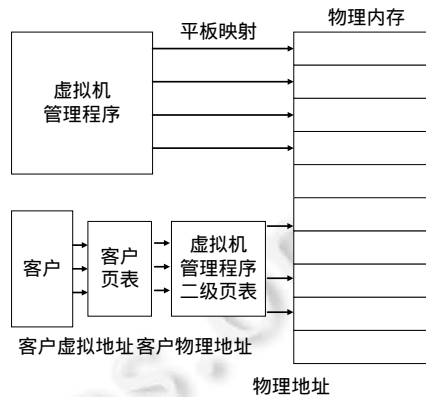 平板映射
物理内存
虚拟机
管理程序
客户
客户
页表
虚拟机
管理程序
二级页表
客户虚拟地址
客户物理地址
物理地址